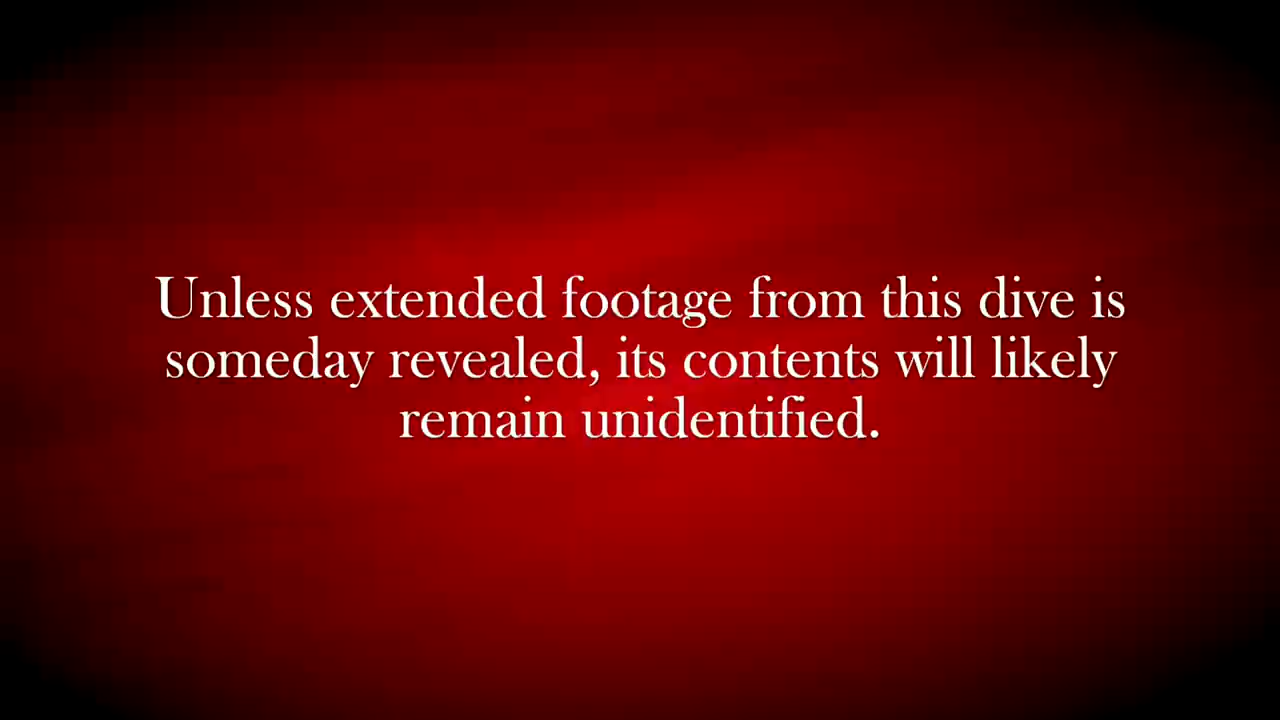 Unless extended footage from this dive is
someday revealed, its contents will likely
remain unidentified.